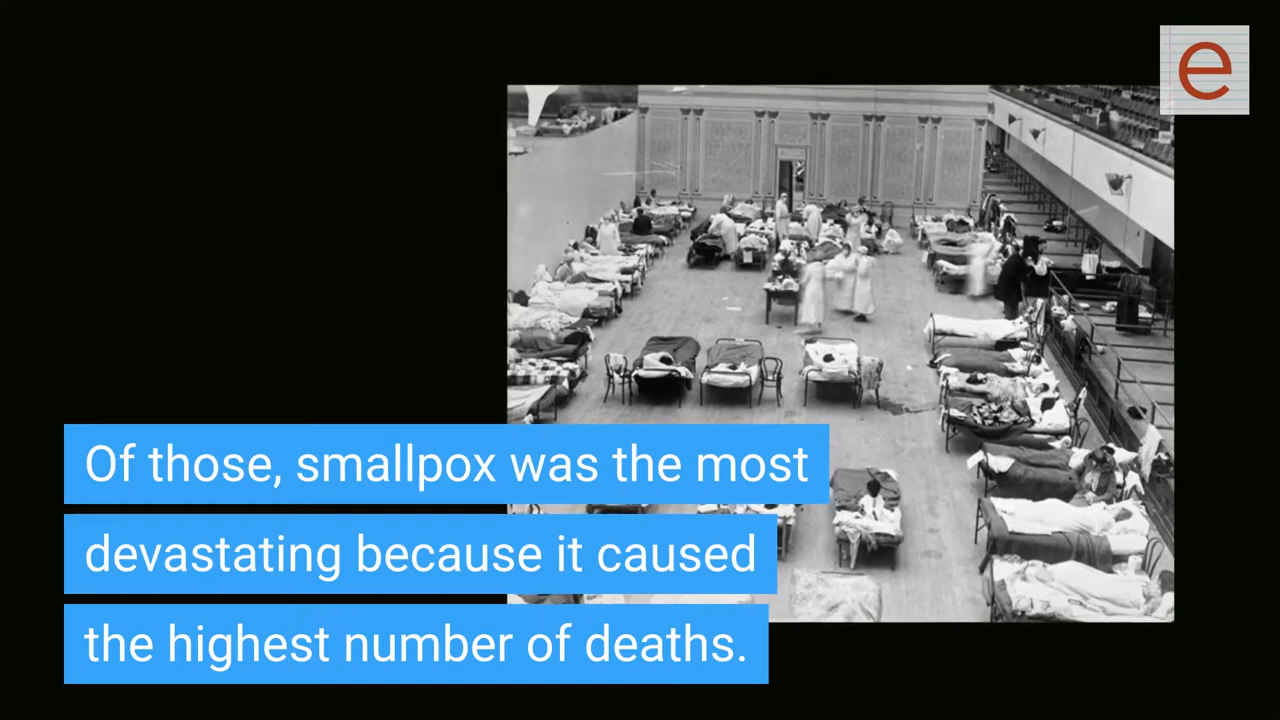 e
Of those, smallpox was the most
devastating because it caused
the highest number of deaths.